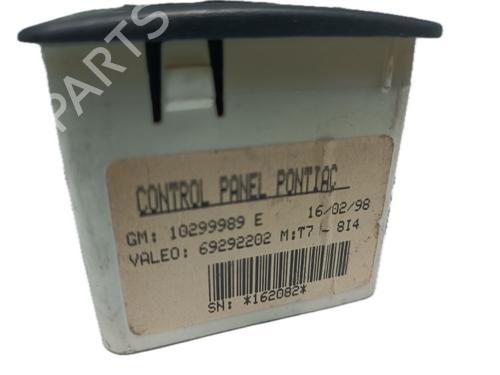 CONTROL PANEL PONTIAC
GM: 10299989 E 16/02/98
VALEO: 69292202 M:T7 - 8I4
SN: *162082*
PARTS